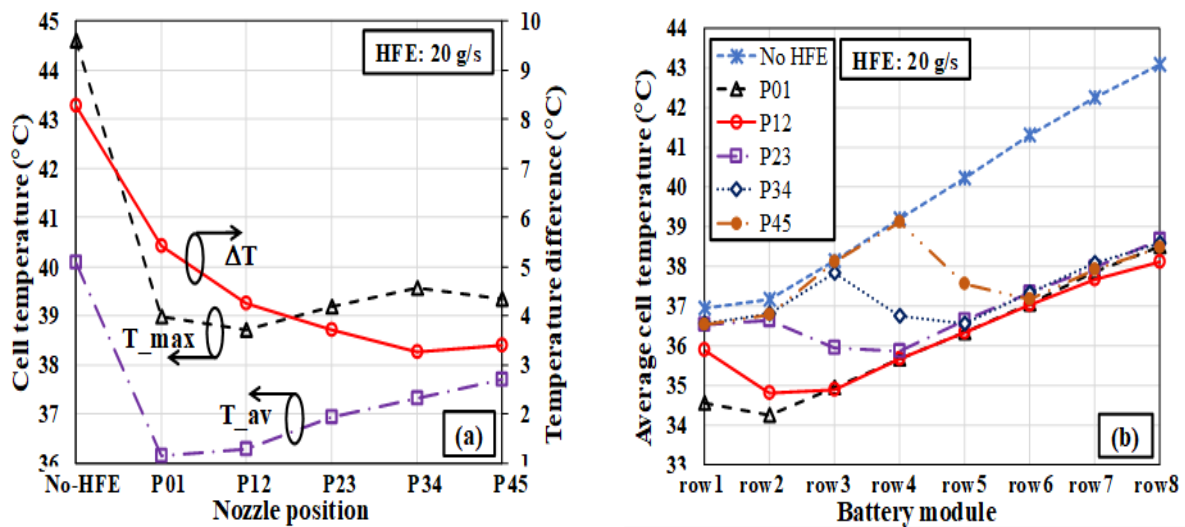 45
44
43
42
41
40
39
38
37
36
Cell temperature (°C)
HFE: 20 g/s
ΔT
T_max
T_av
(a)
10
9
8
7
6
5
4
3
2
1
Temperature difference (°C)
No-HFE P01 P12 P23 P34 P45
Nozzle position
44
43
42
41
40
39
38
37
36
35
34
33
Average cell temperature (°C)
No HFE
P01
P12
P23
P34
P45
HFE: 20 g/s
(b)
row1 row2 row3 row4 row5 row6 row7 row8
Battery module